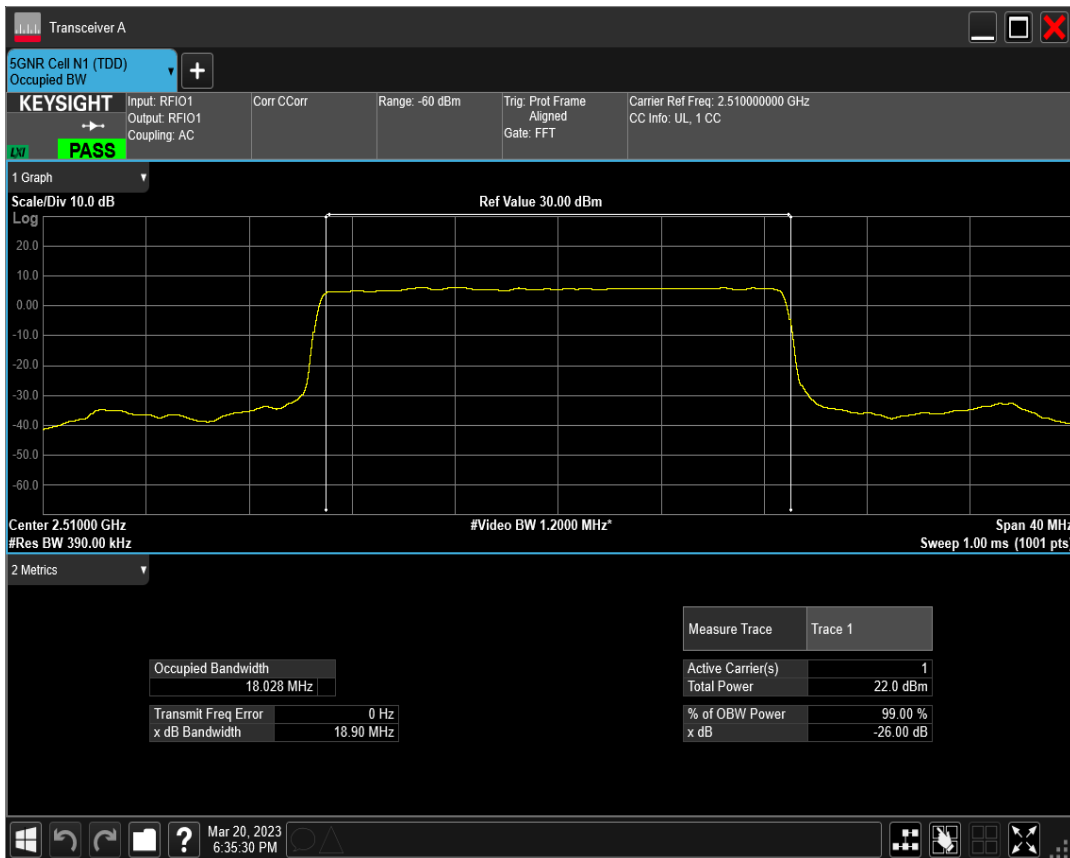 Transceiver A
5GNR Cell N1 (TDD)
Occupied BW
+
KEYSIGHT
LXI
PASS
Input: RFIO1
Output: RFIO1
Coupling: AC
Corr CCorr
Range: -60 dBm
Trig: Prot Frame
Aligned
Gate: FFT
Carrier Ref Freq: 2.510000000 GHz
CC Info: UL, 1 CC
1 Graph
Scale/Div 10.0 dB
Ref Value 30.00 dBm
Log
20.0
10.0
0.00
-10.0
-20.0
-30.0
-40.0
-50.0
-60.0
Center 2.51000 GHz
#Video BW 1.2000 MHz*
Span 40 MHz
#Res BW 390.00 kHz
Sweep 1.00 ms (1001 pts)
2 Metrics
Measure Trace
Trace 1
Occupied Bandwidth
18.028 MHz
Active Carrier(s) 1
Total Power 22.0 dBm
Transmit Freq Error 0 Hz
x dB Bandwidth 18.90 MHz
% of OBW Power 99.00 %
x dB -26.00 dB
?
Mar 20, 2023
6:35:30 PM